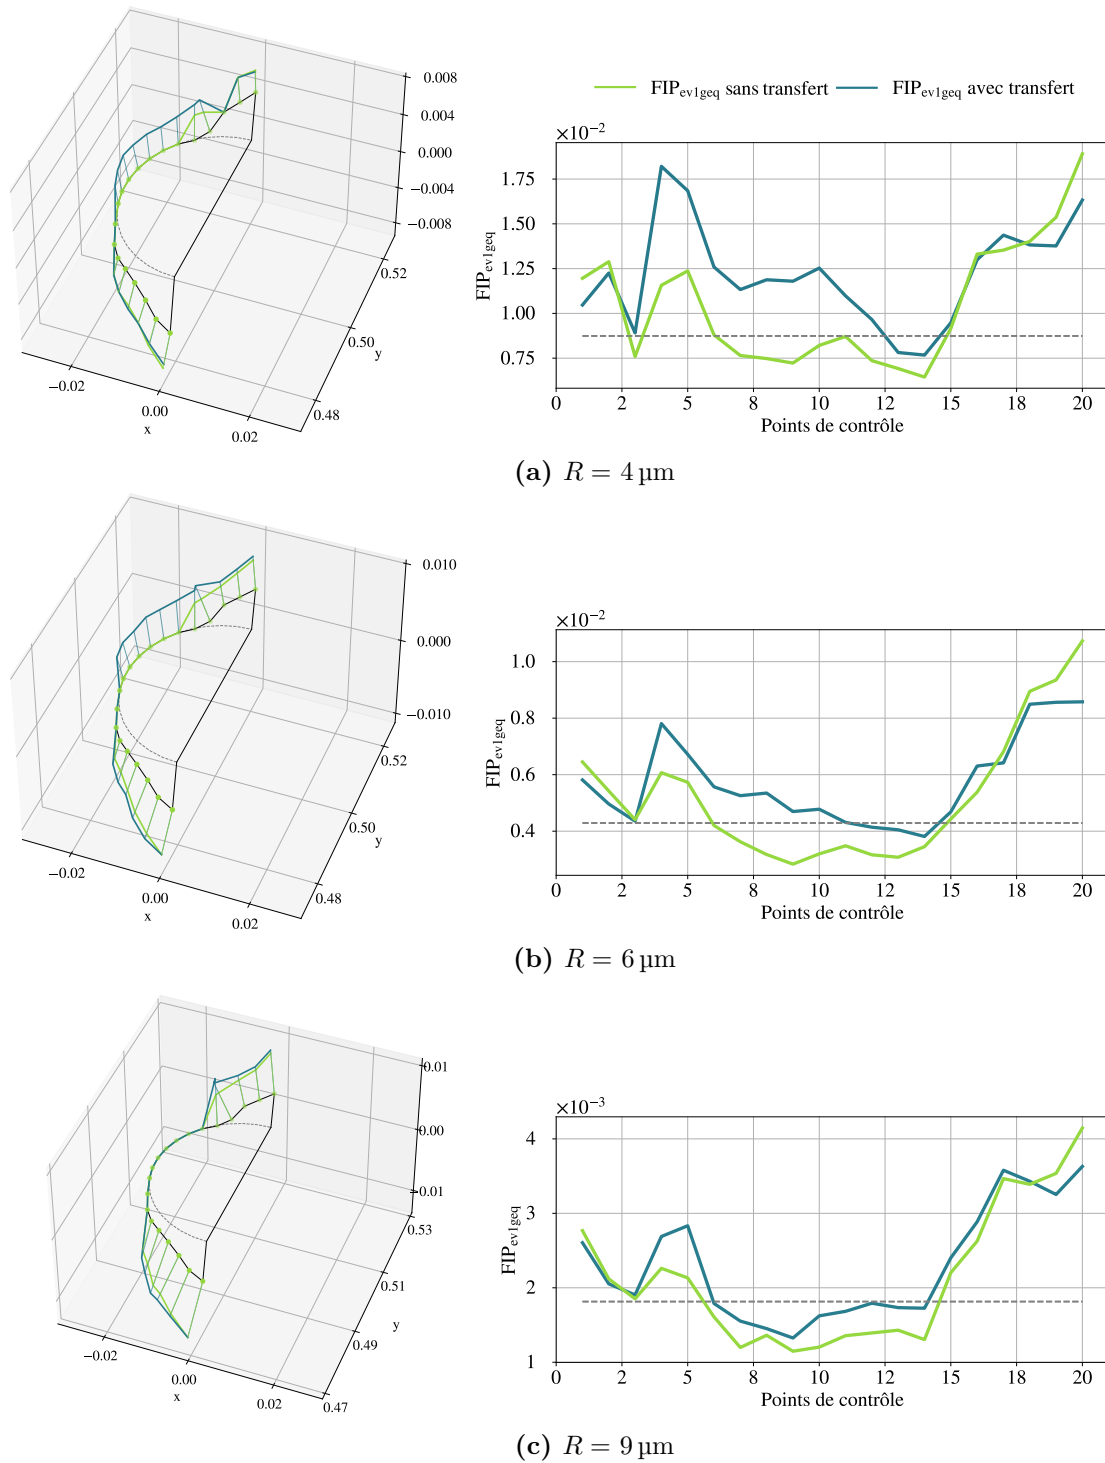 0.008
0.004
0.000
−0.004
−0.008
0.52
0.50
y
0.48
−0.02
0.00
x
0.02
FIPev1geq sans transfert
FIPev1geq avec transfert
×10−2
1.75
1.50
1.25
1.00
0.75
FIPev1geq
0 2 5 7 10 12 15 18 20
Points de contrôle
(a) R = 4 µm
0.010
0.000
−0.010
0.52
0.50
y
0.48
−0.02
0.00
x
0.02
×10−2
1.0
0.8
0.6
0.4
FIPev1geq
0 2 5 7 10 12 15 18 20
Points de contrôle
(b) R = 6 µm
0.01
0.00
0.01
0.53
0.51
y
0.49
0.47
−0.02
0.00
x
0.02
×10−3
4
3
2
1
FIPev1geq
0 2 5 7 10 12 15 18 20
Points de contrôle
(c) R = 9 µm